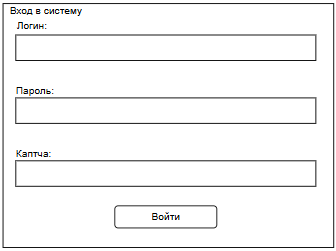 Вход в систему
Логин:
Пароль:
Каптча:
Войти